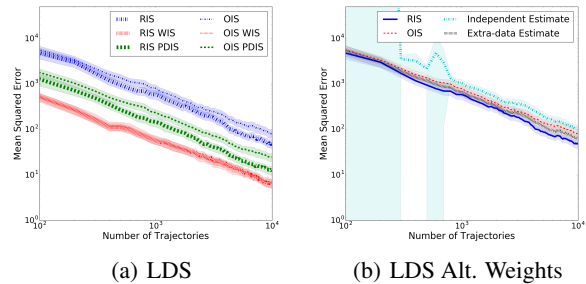 RIS
OIS
RIS WIS
OIS WIS
RIS PDIS
OIS PDIS
Mean Squared Error
10^4
10^3
10^2
10^1
10^0
10^2
10^3
10^4
Number of Trajectories
(a) LDS
RIS
Independent Estimate
OIS
Extra-data Estimate
Mean Squared Error
10^4
10^3
10^2
10^1
10^0
10^2
10^3
10^4
Number of Trajectories
(b) LDS Alt. Weights